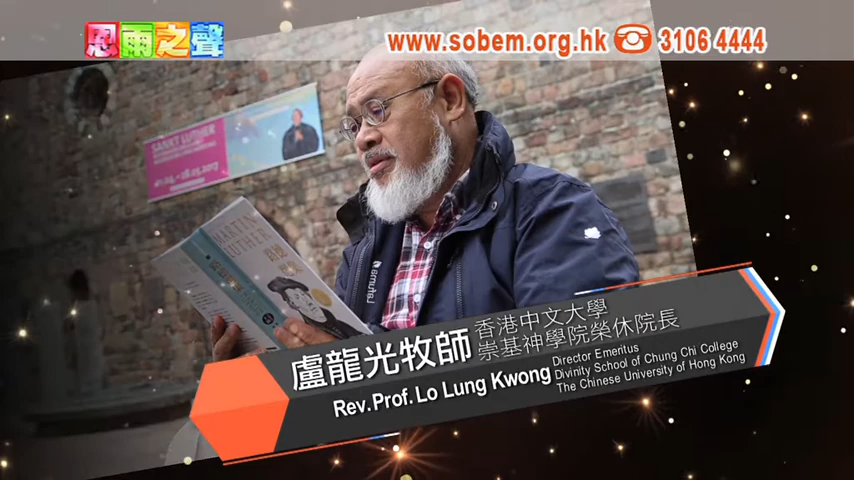 恩雨之聲
www.sobem.org.hk ☎ 3106 4444
SANKT LUTHER
MARTIN
LUTHER
盧龍光牧師
香港中文大學
崇基神學院榮休院長
Rev.Prof.Lo Lung Kwong
Director Emeritus
Divinity School of Chung Chi College
The Chinese University of Hong Kong